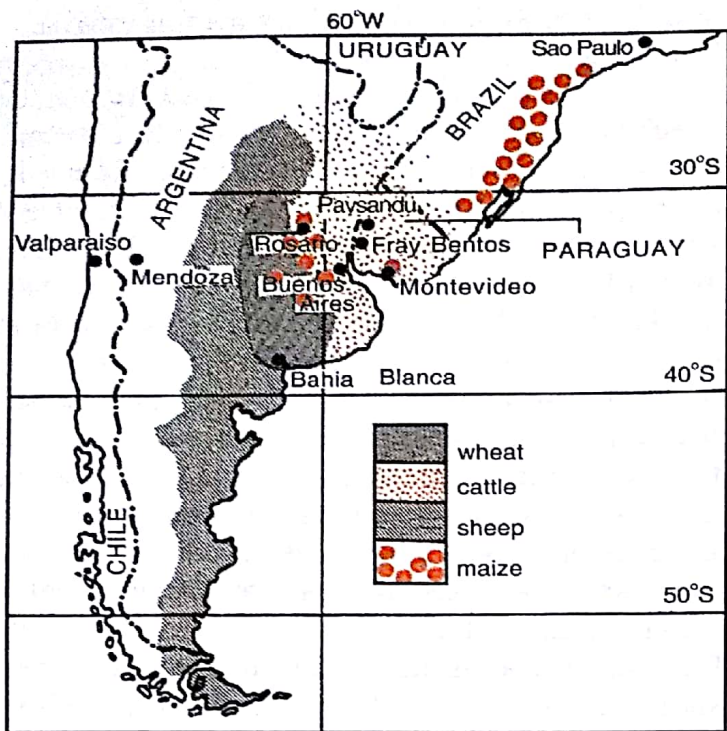 60°W
URUGUAY
Sao Paulo
BRAZIL
ARGENTINA
30°S
Paysandu
Valparaiso
Rosario
Fray Bentos
PARAGUAY
Mendoza
Buenos
Aires
Montevideo
Bahia Blanca
40°S
wheat
cattle
sheep
maize
CHILE
50°S